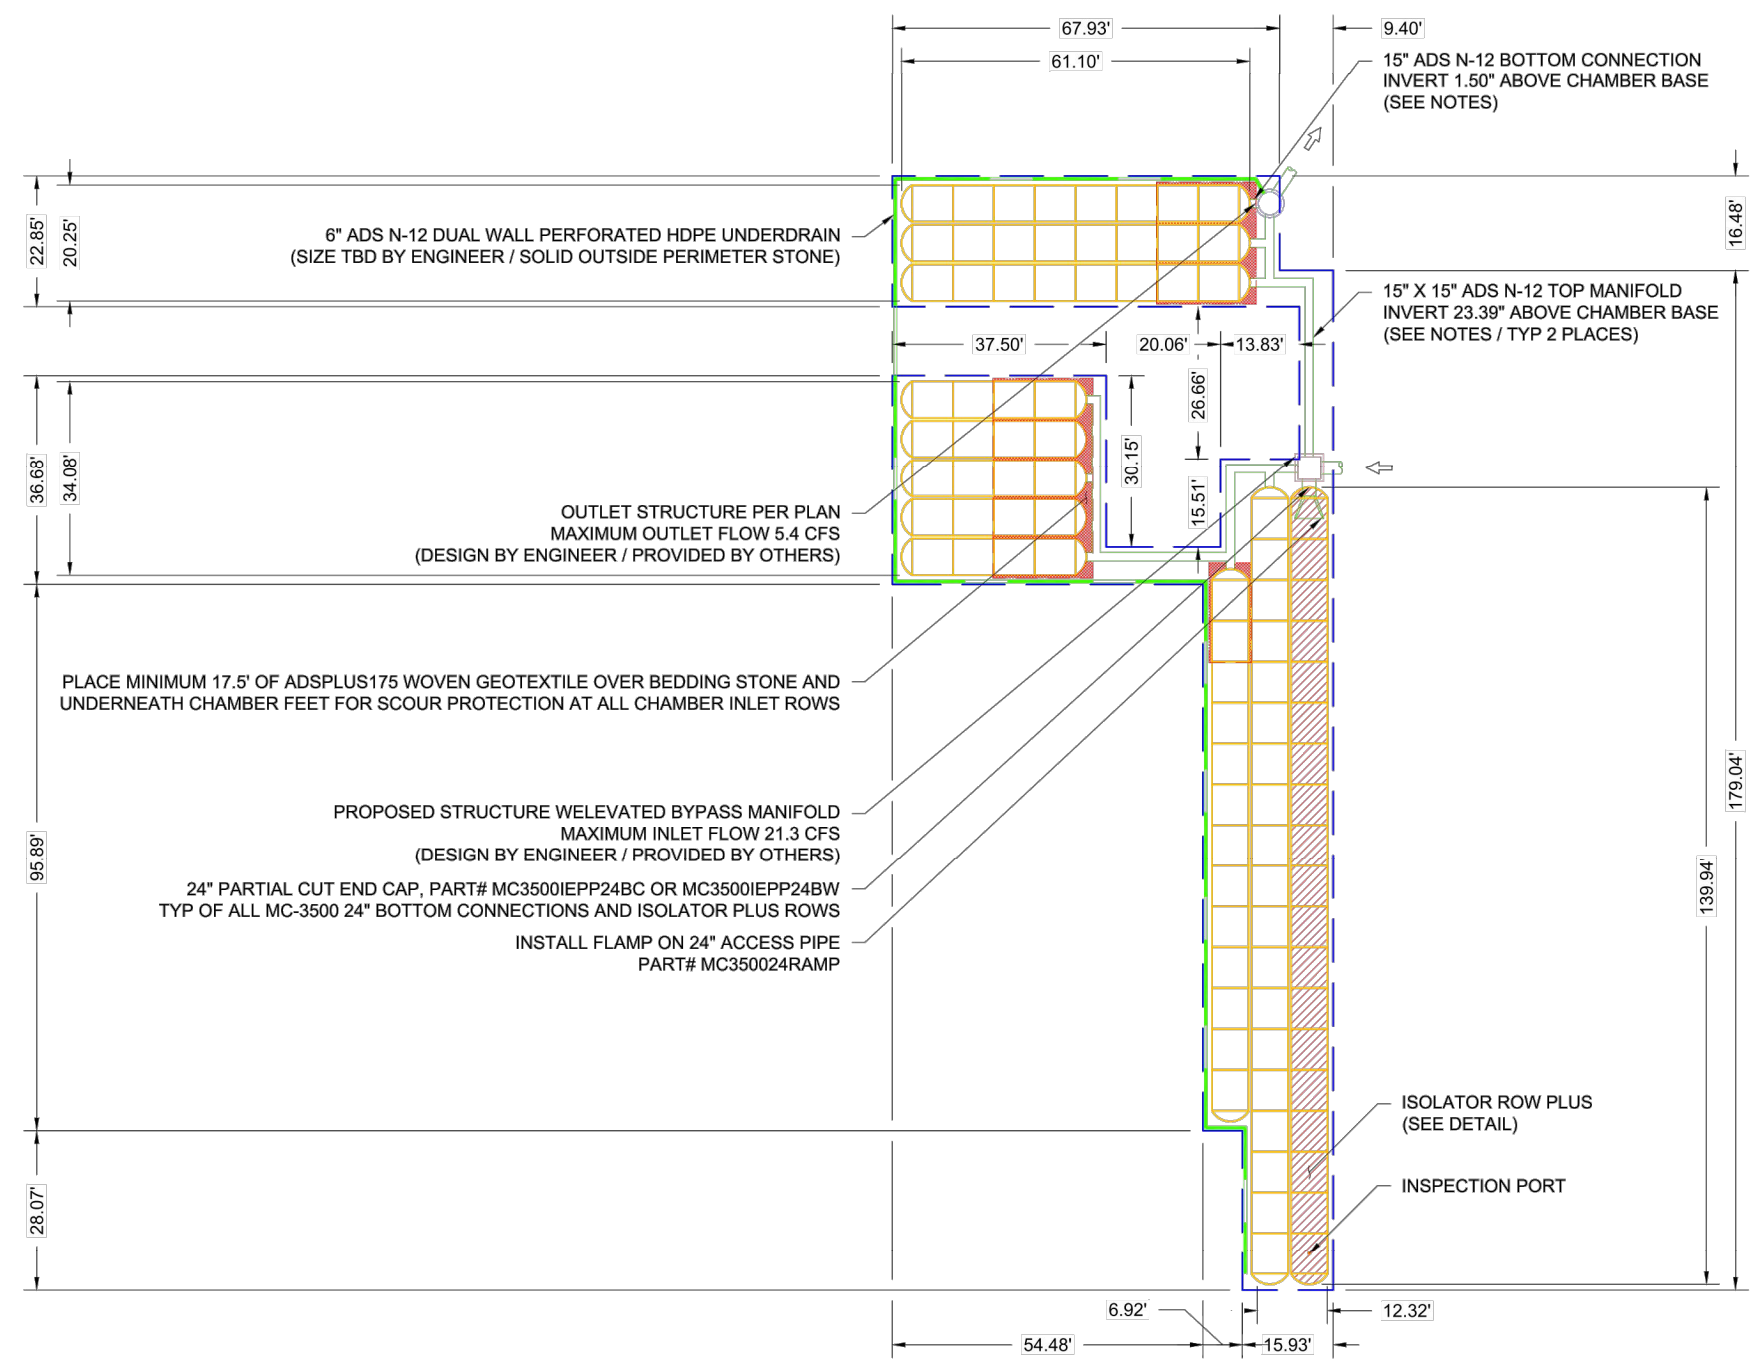 67.93'
9.40'
61.10'
15" ADS N-12 BOTTOM CONNECTION
INVERT 1.50" ABOVE CHAMBER BASE
(SEE NOTES)
22.85'
20.25'
16.48'
6" ADS N-12 DUAL WALL PERFORATED HDPE UNDERDRAIN
(SIZE TBD BY ENGINEER / SOLID OUTSIDE PERIMETER STONE)
15" X 15" ADS N-12 TOP MANIFOLD
INVERT 23.39" ABOVE CHAMBER BASE
(SEE NOTES / TYP 2 PLACES)
37.50'
20.06'
13.83'
26.66'
36.68'
34.08'
30.15'
15.51'
OUTLET STRUCTURE PER PLAN
MAXIMUM OUTLET FLOW 5.4 CFS
(DESIGN BY ENGINEER / PROVIDED BY OTHERS)
PLACE MINIMUM 17.5' OF ADSPLUS175 WOVEN GEOTEXTILE OVER BEDDING STONE AND
UNDERNEATH CHAMBER FEET FOR SCOUR PROTECTION AT ALL CHAMBER INLET ROWS
PROPOSED STRUCTURE WELEVATED BYPASS MANIFOLD
MAXIMUM INLET FLOW 21.3 CFS
(DESIGN BY ENGINEER / PROVIDED BY OTHERS)
179.04'
95.89'
139.94'
24" PARTIAL CUT END CAP, PART# MC3500IEPP24BC OR MC3500IEPP24BW
TYP OF ALL MC-3500 24" BOTTOM CONNECTIONS AND ISOLATOR PLUS ROWS
INSTALL FLAMP ON 24" ACCESS PIPE
PART# MC350024RAMP
ISOLATOR ROW PLUS
(SEE DETAIL)
INSPECTION PORT
28.07'
6.92'
12.32'
54.48'
15.93'